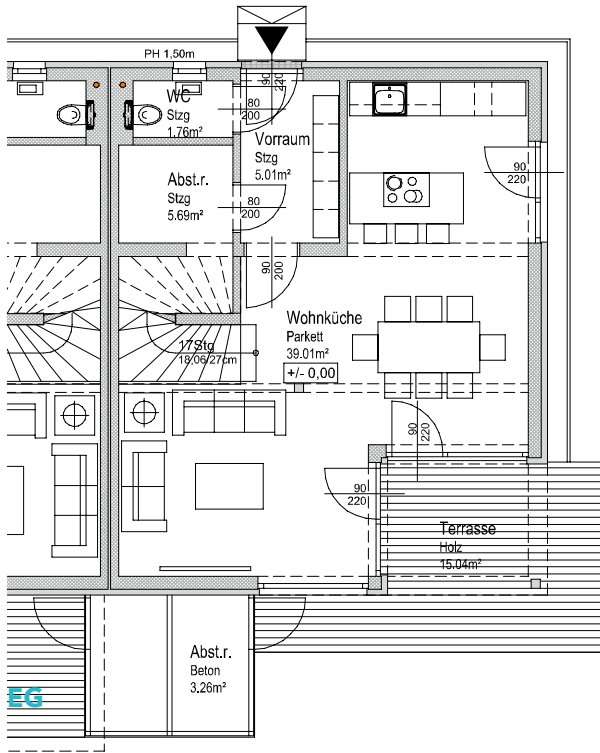 PH 1,50m
90
220
WC
Stzg
1.76m²
80
200
Vorraum
Stzg
5.01m²
90
220
Abst.r.
Stzg
5.69m²
80
200
90
200
Wohnküche
Parkett
39.01m²
+/- 0,00
17Stg
18,06/27cm
90
220
90
220
Terrasse
Holz
15.04m²
Abst.r.
Beton
3.26m²
EG